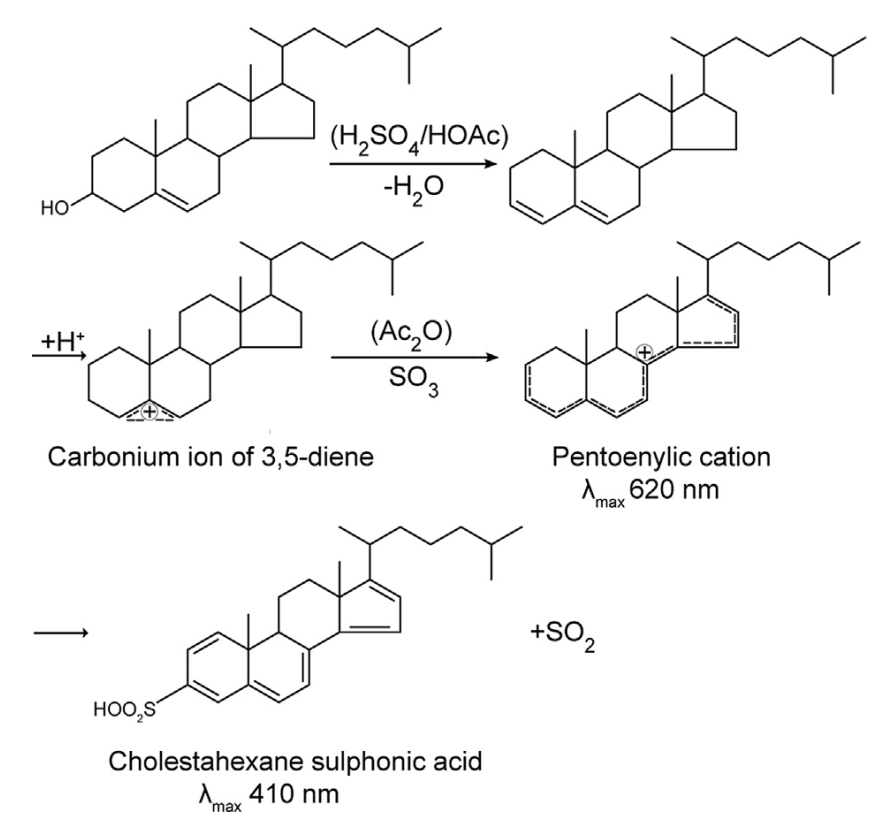 (H₂SO₄/HOAc)
-H₂O
HO
+H⁺
(Ac₂O)
SO₃
+
+
Carbonium ion of 3,5-diene
Pentoenylic cation
λmax 620 nm
+SO₂
HOO₂S
Cholestahexane sulphonic acid
λmax 410 nm